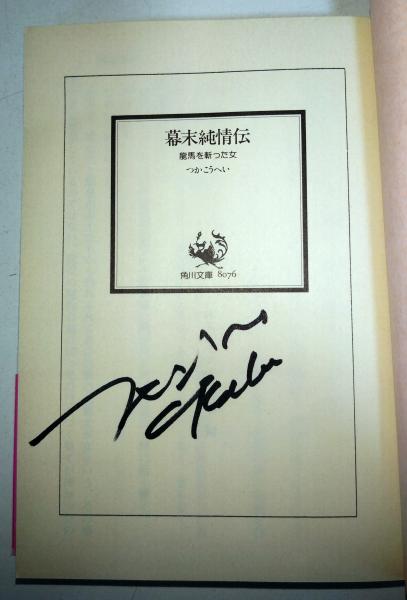 幕末純情伝
龍馬を斬った女
つかこうへい
角川文庫 8076